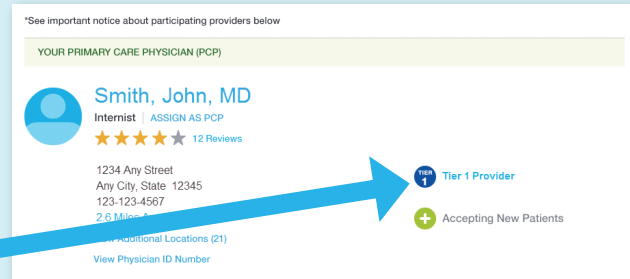 *See important notice about participating providers below
YOUR PRIMARY CARE PHYSICIAN (PCP)
Smith, John, MD
Internist | ASSIGN AS PCP
12 Reviews
1234 Any Street
Any City, State 12345
123-123-4567
2.6 Miles
Additional Locations (21)
View Physician ID Number
TIER 1
Tier 1 Provider
Accepting New Patients